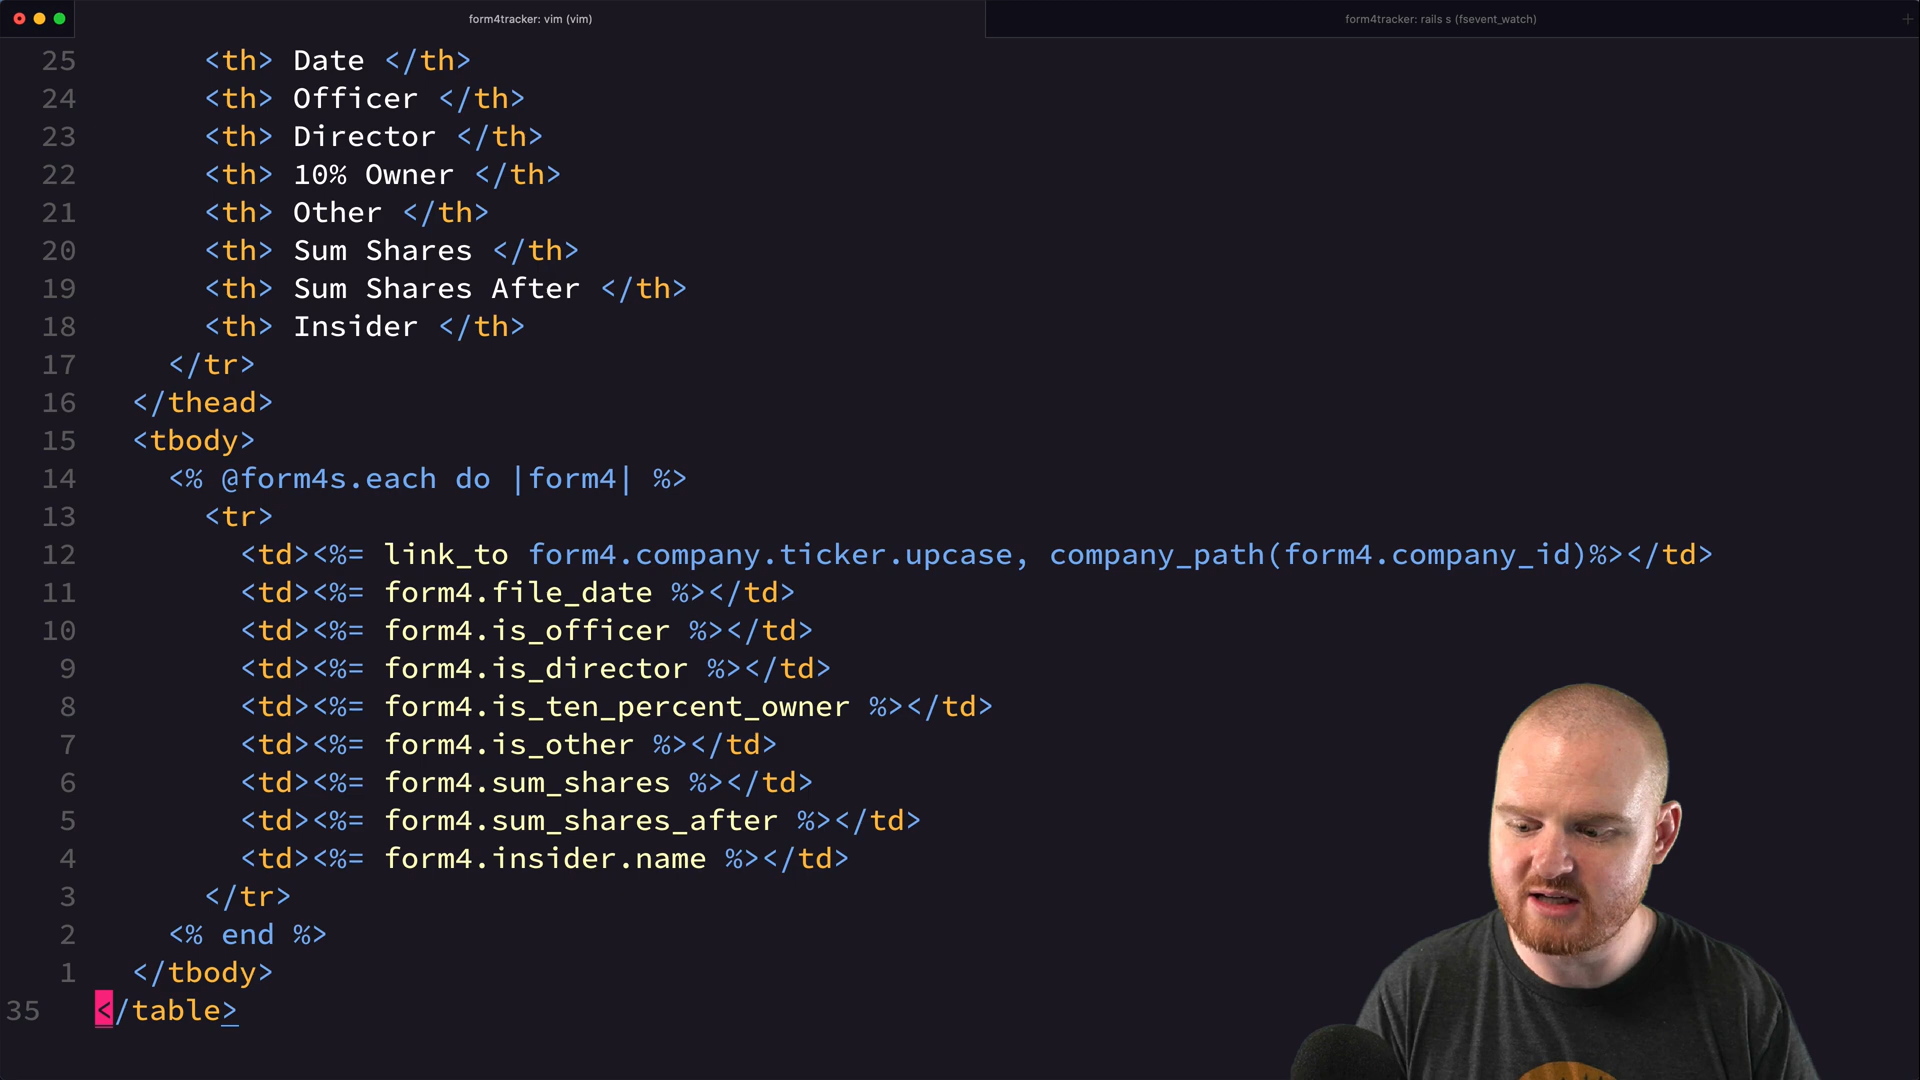 form4tracker: vim (vim)
form4tracker: rails s (fsevent_watch)
+
25 <th> Date </th>
24 <th> Officer </th>
23 <th> Director </th>
22 <th> 10% Owner </th>
21 <th> Other </th>
20 <th> Sum Shares </th>
19 <th> Sum Shares After </th>
18 <th> Insider </th>
17 </tr>
16 </thead>
15 <tbody>
14 <% @form4s.each do |form4| %>
13 <tr>
12 <td><%= link_to form4.company.ticker.upcase, company_path(form4.company_id)%></td>
11 <td><%= form4.file_date %></td>
10 <td><%= form4.is_officer %></td>
9 <td><%= form4.is_director %></td>
8 <td><%= form4.is_ten_percent_owner %></td>
7 <td><%= form4.is_other %></td>
6 <td><%= form4.sum_shares %></td>
5 <td><%= form4.sum_shares_after %></td>
4 <td><%= form4.insider.name %></td>
3 </tr>
2 <% end %>
1 </tbody>
35 </table>